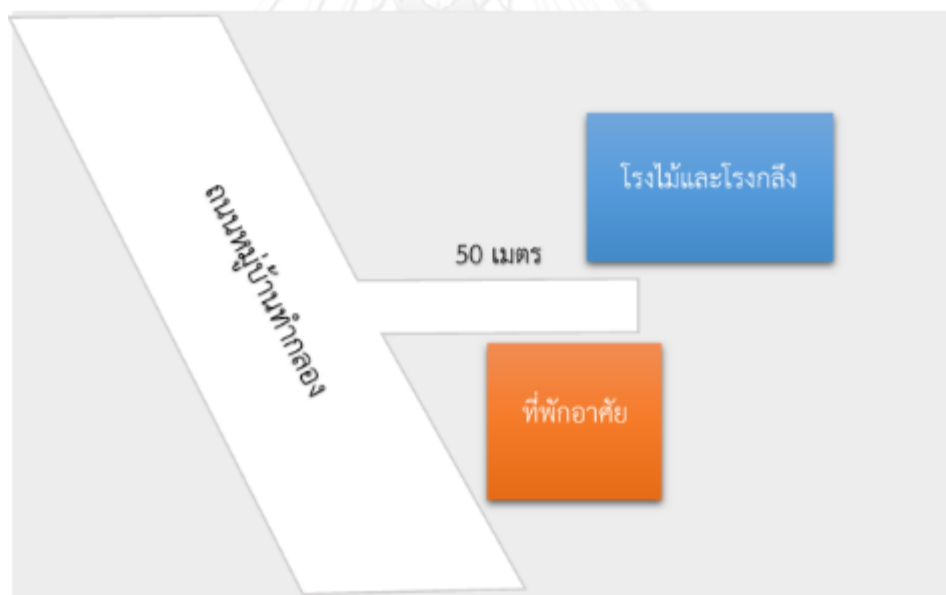 โรงไม้และโรงกลึง
ถนนหมู่บ้านทำกลอง
50 เมตร
ที่พักอาศัย